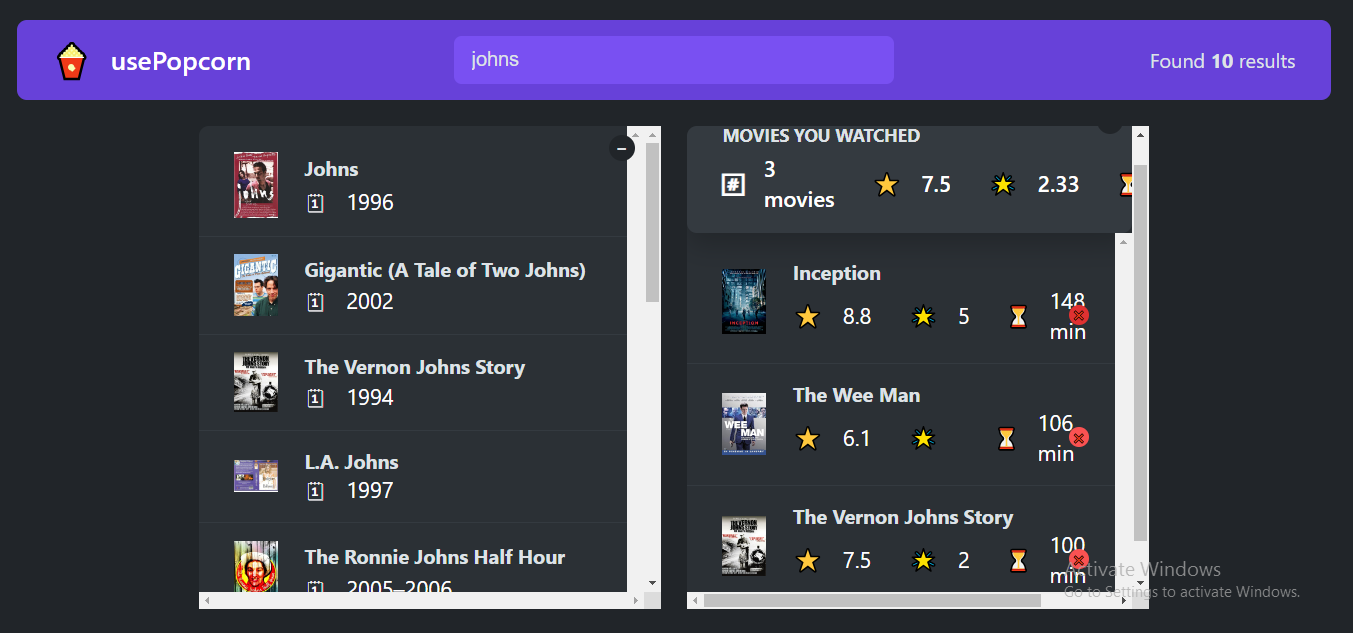 usePopcorn
johns
Found 10 results
Johns
1996
Gigantic (A Tale of Two Johns)
2002
The Vernon Johns Story
1994
L.A. Johns
1997
The Ronnie Johns Half Hour
2005–2006
MOVIES YOU WATCHED
3
movies
7.5
2.33
Inception
8.8
5
148
min
The Wee Man
6.1
106
min
The Vernon Johns Story
7.5
2
100
min
Activate Windows
Go to Settings to activate Windows.